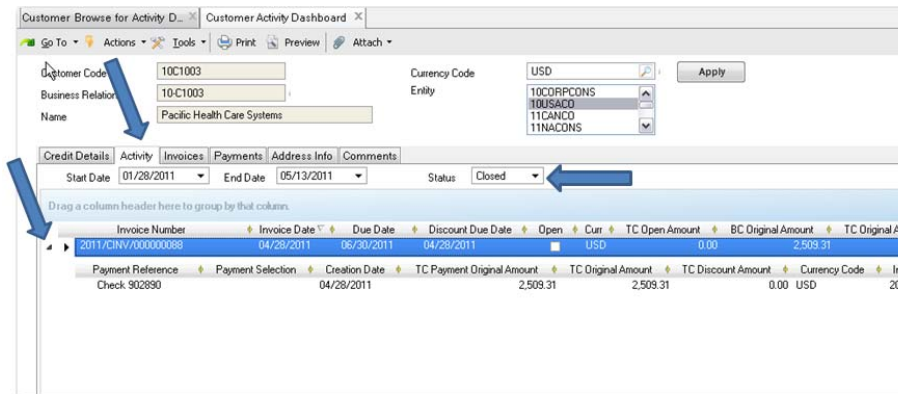 Customer Browse for Activity D... Customer Activity Dashboard
Go To Actions Tools Print Preview Attach
Customer Code 10C1003 Currency Code USD Apply
Business Relation 10-C1003 Entity 10CORPCONS
10USACO
Name Pacific Health Care Systems 11CANCO
11NACONS
Credit Details Activity Invoices Payments Address Info Comments
Start Date 01/28/2011 End Date 05/13/2011 Status Closed
Drag a column header here to group by that column.
Invoice Number Invoice Date Due Date Discount Due Date Open Curr TC Open Amount BC Original Amount TC Original A
2011/CINV/000000088 04/28/2011 06/30/2011 04/28/2011 USD 0.00 2,509.31
Payment Reference Payment Selection Creation Date TC Payment Original Amount TC Original Amount TC Discount Amount Currency Code In
Check 902890 04/28/2011 2,509.31 2,509.31 0.00 USD 20